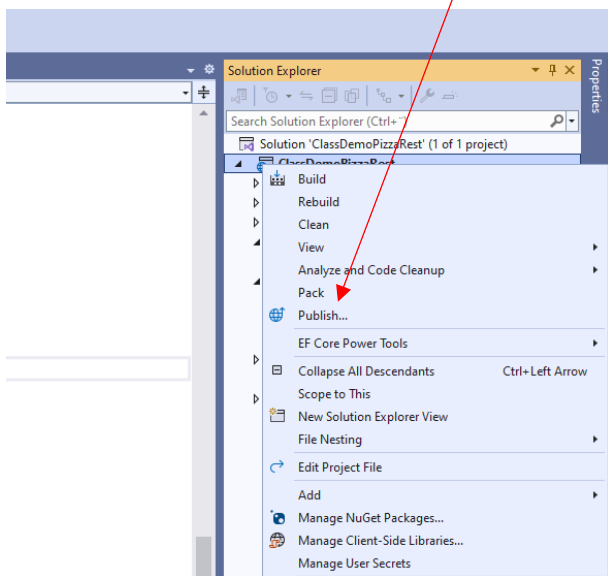 Solution Explorer
Properties
Search Solution Explorer (Ctrl+¨)
Solution 'ClassDemoPizzaRest' (1 of 1 project)
ClassDemoPizzaRest
Build
Rebuild
Clean
View
Analyze and Code Cleanup
Pack
Publish...
EF Core Power Tools
Collapse All Descendants Ctrl+Left Arrow
Scope to This
New Solution Explorer View
File Nesting
Edit Project File
Add
Manage NuGet Packages...
Manage Client-Side Libraries...
Manage User Secrets